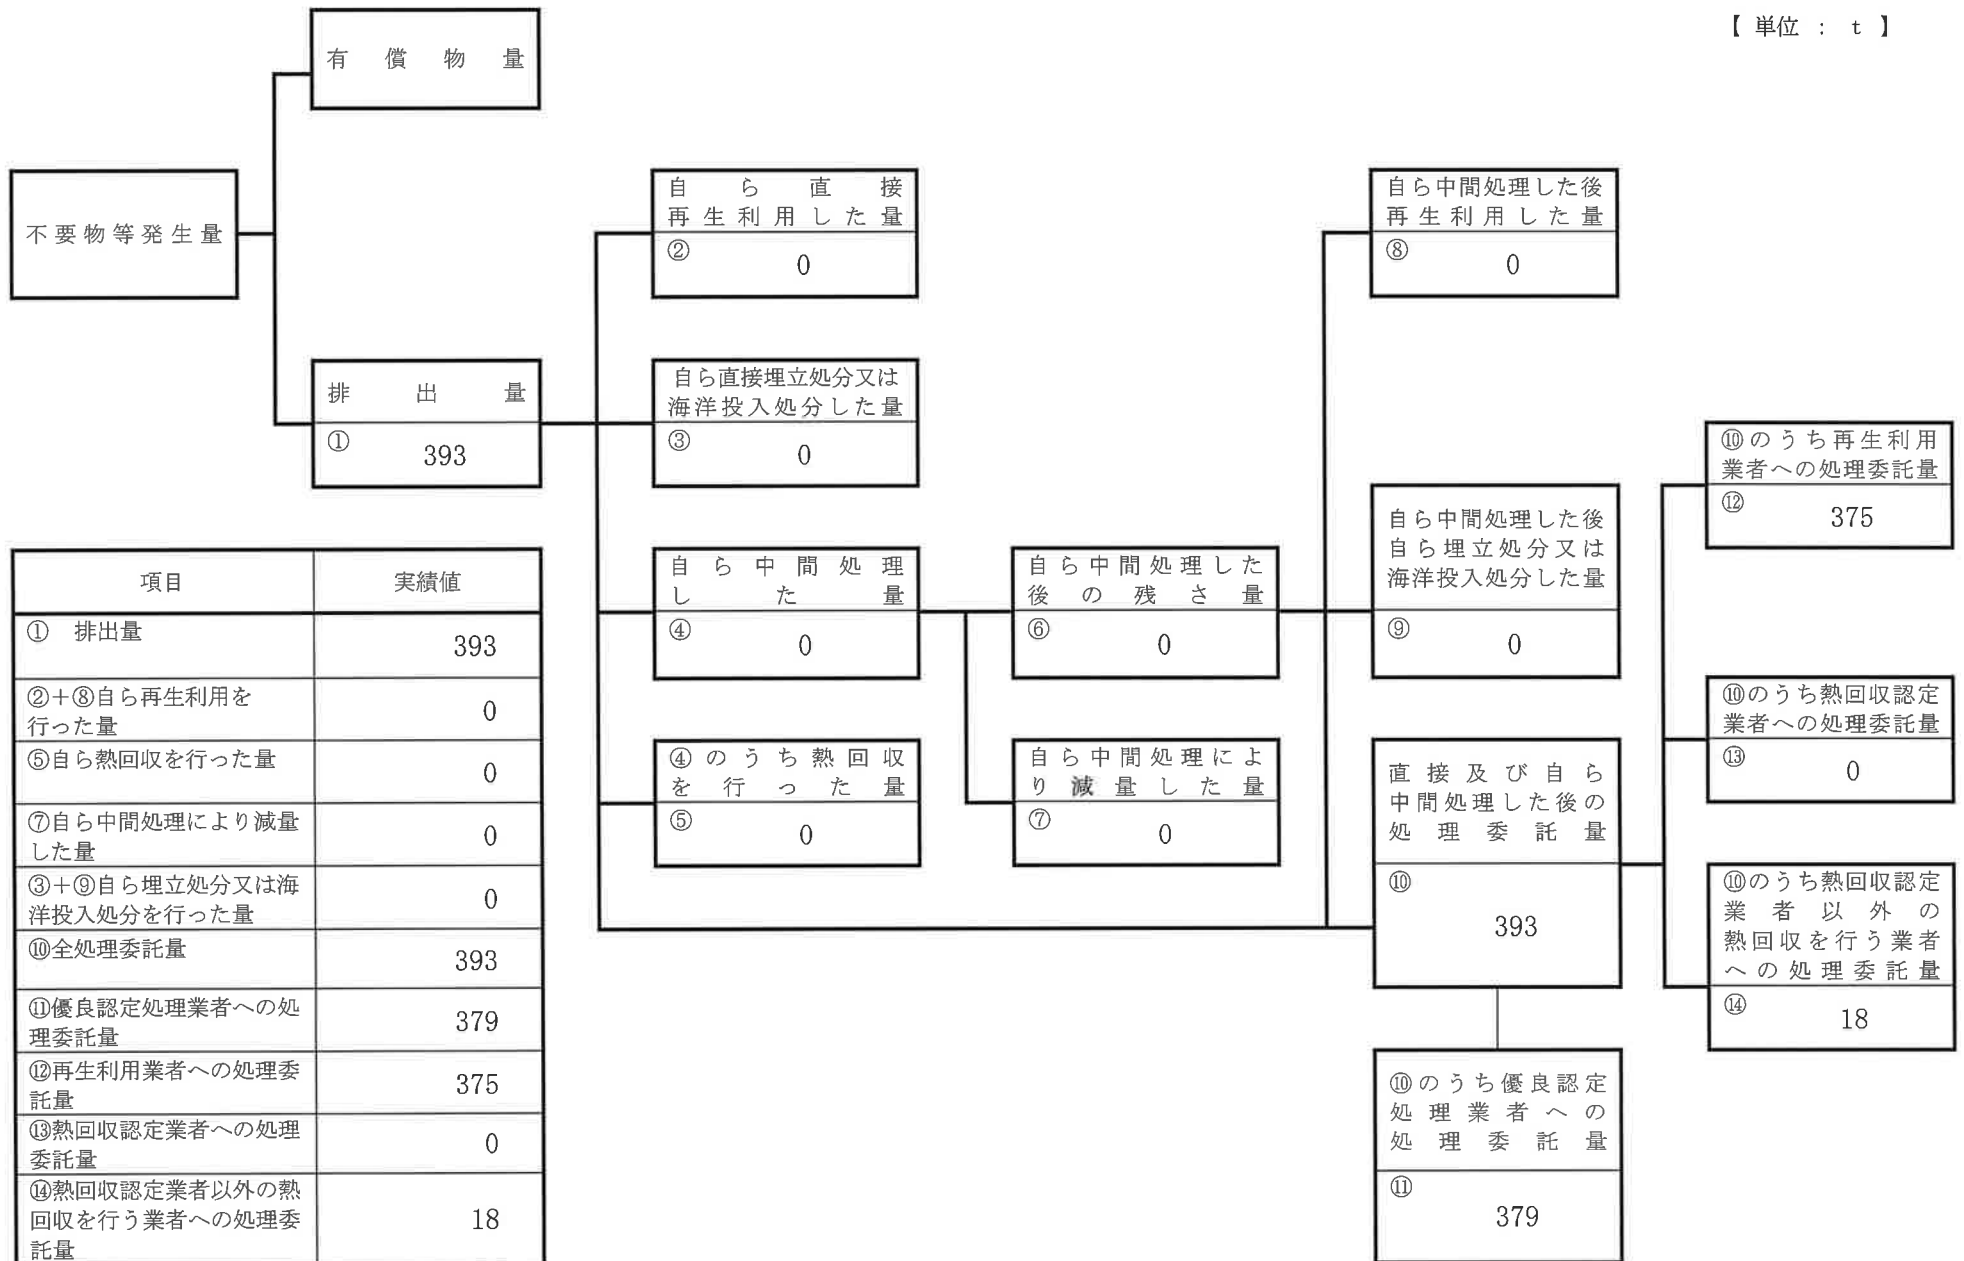 【 単位 : t 】
有償物量
不要物等発生量
排出量
①
393
自ら直接
再生利用した量
②
0
自ら直接埋立処分又は
海洋投入処分した量
③
0
自ら中間処理
した量
④
0
④のうち熱回収
を行った量
⑤
0
自ら中間処理した
後の残さ量
⑥
0
自ら中間処理によ
り減量した量
⑦
0
自ら中間処理した後
再生利用した量
⑧
0
自ら中間処理した後
自ら埋立処分又は
海洋投入処分した量
⑨
0
直接及び自ら
中間処理した後の
処理委託量
⑩
393
⑩のうち優良認定
処理業者への
処理委託量
⑪
379
⑩のうち再生利用
業者への処理委託量
⑫
375
⑩のうち熱回収認定
業者への処理委託量
⑬
0
⑩のうち熱回収認定
業者以外の
熱回収を行う業者
への処理委託量
⑭
18
項目 実績値
① 排出量 393
②+⑧自ら再生利用を
行った量 0
⑤自ら熱回収を行った量 0
⑦自ら中間処理により減量
した量 0
③+⑨自ら埋立処分又は海
洋投入処分を行った量 0
⑩全処理委託量 393
⑪優良認定処理業者への処
理委託量 379
⑫再生利用業者への処理委
託量 375
⑬熱回収認定業者への処理
委託量 0
⑭熱回収認定業者以外の熱
回収を行う業者への処理委
託量 18